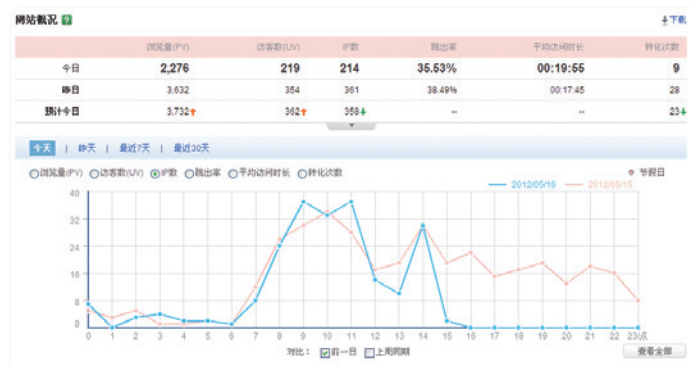 网站概况 ?
下载
浏览量(PV) 访客数(UV) IP数 跳出率 平均访问时长 转化次数
今日 2,276 219 214 35.53% 00:19:55 9
昨日 3,632 354 361 38.49% 00:17:45 28
预计今日 3,732↑ 362↑ 358↓ -- -- 23↓
今天 | 昨天 | 最近7天 | 最近30天
浏览量(PV) 访客数(UV) IP数 跳出率 平均访问时长 转化次数 节假日
2012/05/16 2012/05/15
40
32
24
16
8
0
0 1 2 3 4 5 6 7 8 9 10 11 12 13 14 15 16 17 18 19 20 21 22 23/点
对比： 前一日 上周同期
查看全部